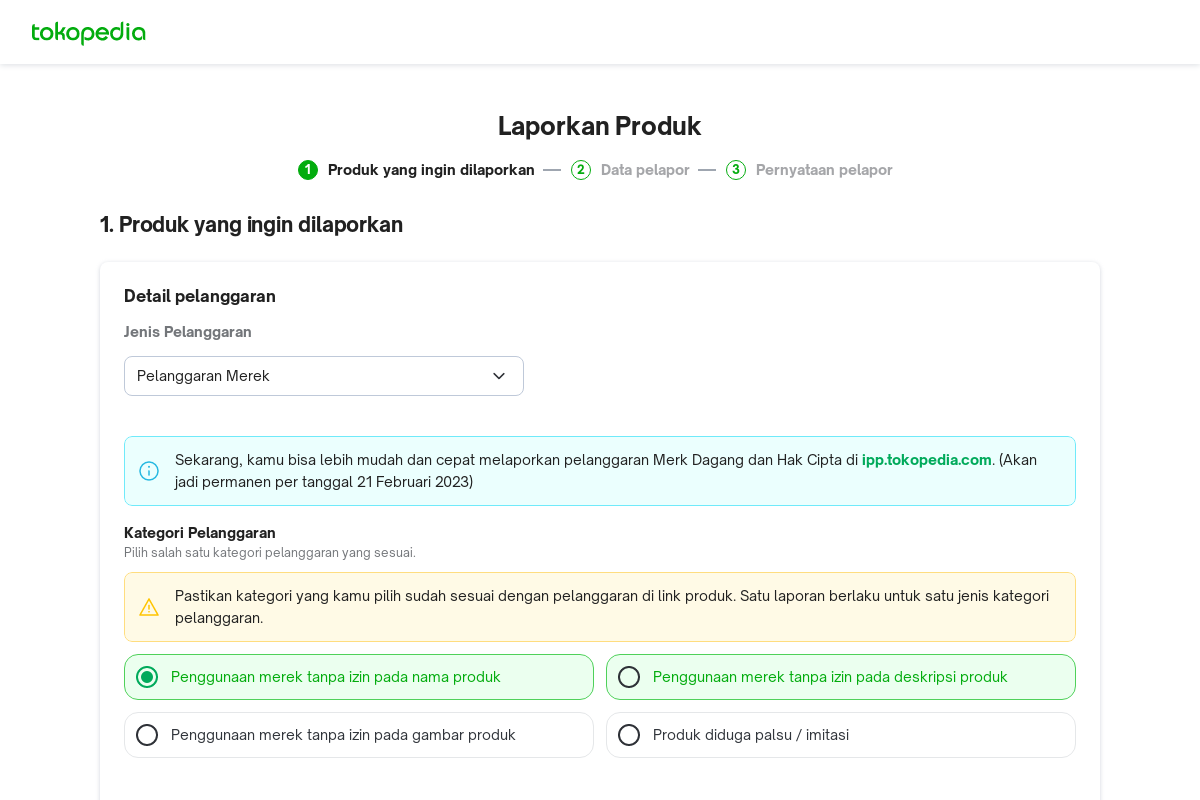 tokopedia
Laporkan Produk
1 Produk yang ingin dilaporkan 2 Data pelapor 3 Pernyataan pelapor
1. Produk yang ingin dilaporkan
Detail pelanggaran
Jenis Pelanggaran
Pelanggaran Merek
Sekarang, kamu bisa lebih mudah dan cepat melaporkan pelanggaran Merk Dagang dan Hak Cipta di ipp.tokopedia.com. (Akan
jadi permanen per tanggal 21 Februari 2023)
Kategori Pelanggaran
Pilih salah satu kategori pelanggaran yang sesuai.
Pastikan kategori yang kamu pilih sudah sesuai dengan pelanggaran di link produk. Satu laporan berlaku untuk satu jenis kategori
pelanggaran.
Penggunaan merek tanpa izin pada nama produk
Penggunaan merek tanpa izin pada deskripsi produk
Penggunaan merek tanpa izin pada gambar produk
Produk diduga palsu / imitasi